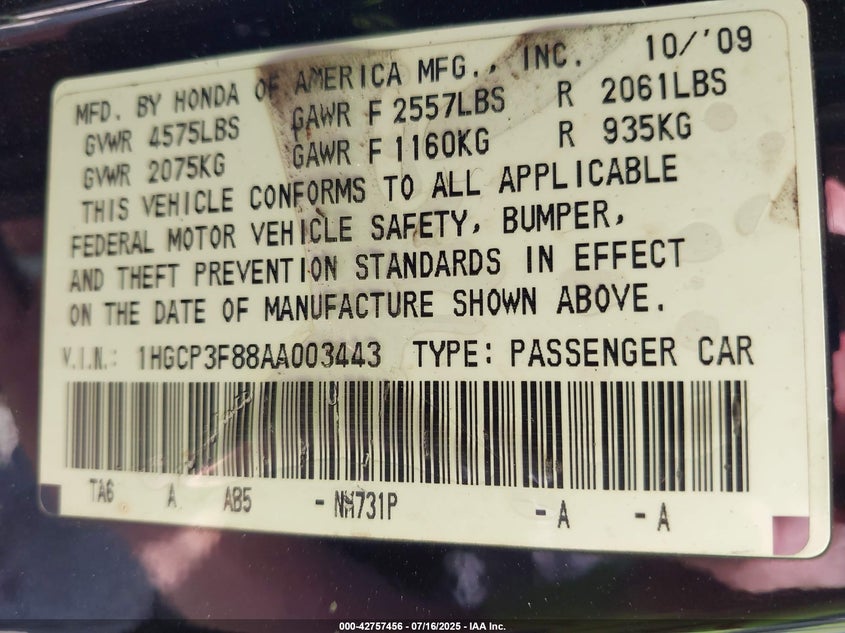 MFD. BY HONDA OF AMERICA MFG., INC. 10/'09
GVWR 4575LBS GAWR F 2557LBS R 2061LBS
GVWR 2075KG GAWR F 1160KG R 935KG
THIS VEHICLE CONFORMS TO ALL APPLICABLE
FEDERAL MOTOR VEHICLE SAFETY, BUMPER,
AND THEFT PREVENTION STANDARDS IN EFFECT
ON THE DATE OF MANUFACTURE SHOWN ABOVE.
V.I.N.: 1HGCP3F88AA003443 TYPE: PASSENGER CAR
TA6 A AB5 - NH731P - A - A
000-42757456 - 07/16/2025 - IAA Inc.